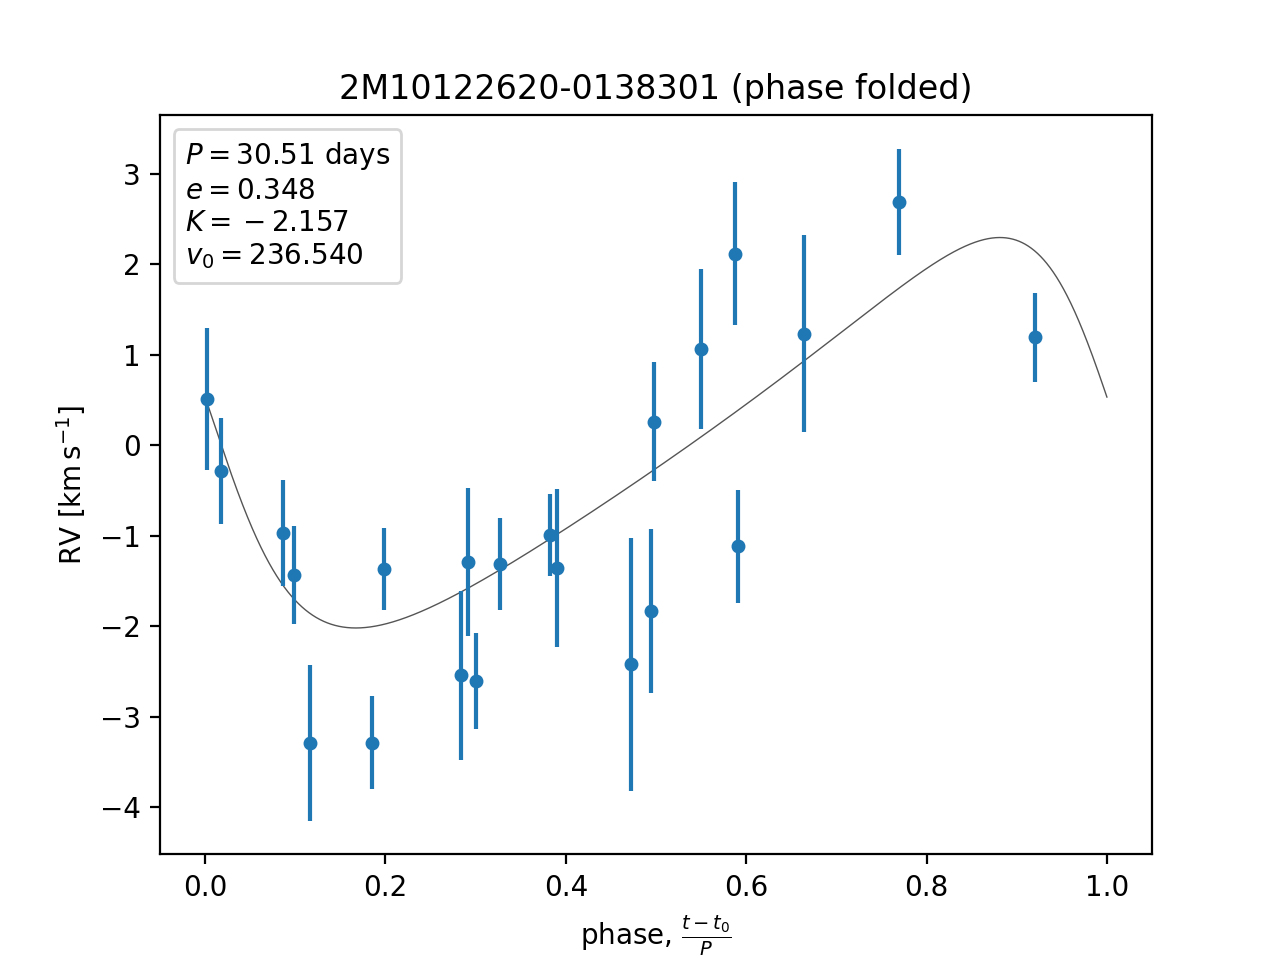 2M10122620-0138301 (phase folded)
P = 30.51 days
e = 0.348
K = −2.157
v₀ = 236.540
3
2
1
0
−1
−2
−3
−4
RV [km s⁻¹]
0.0 0.2 0.4 0.6 0.8 1.0
phase, (t − t₀)/P